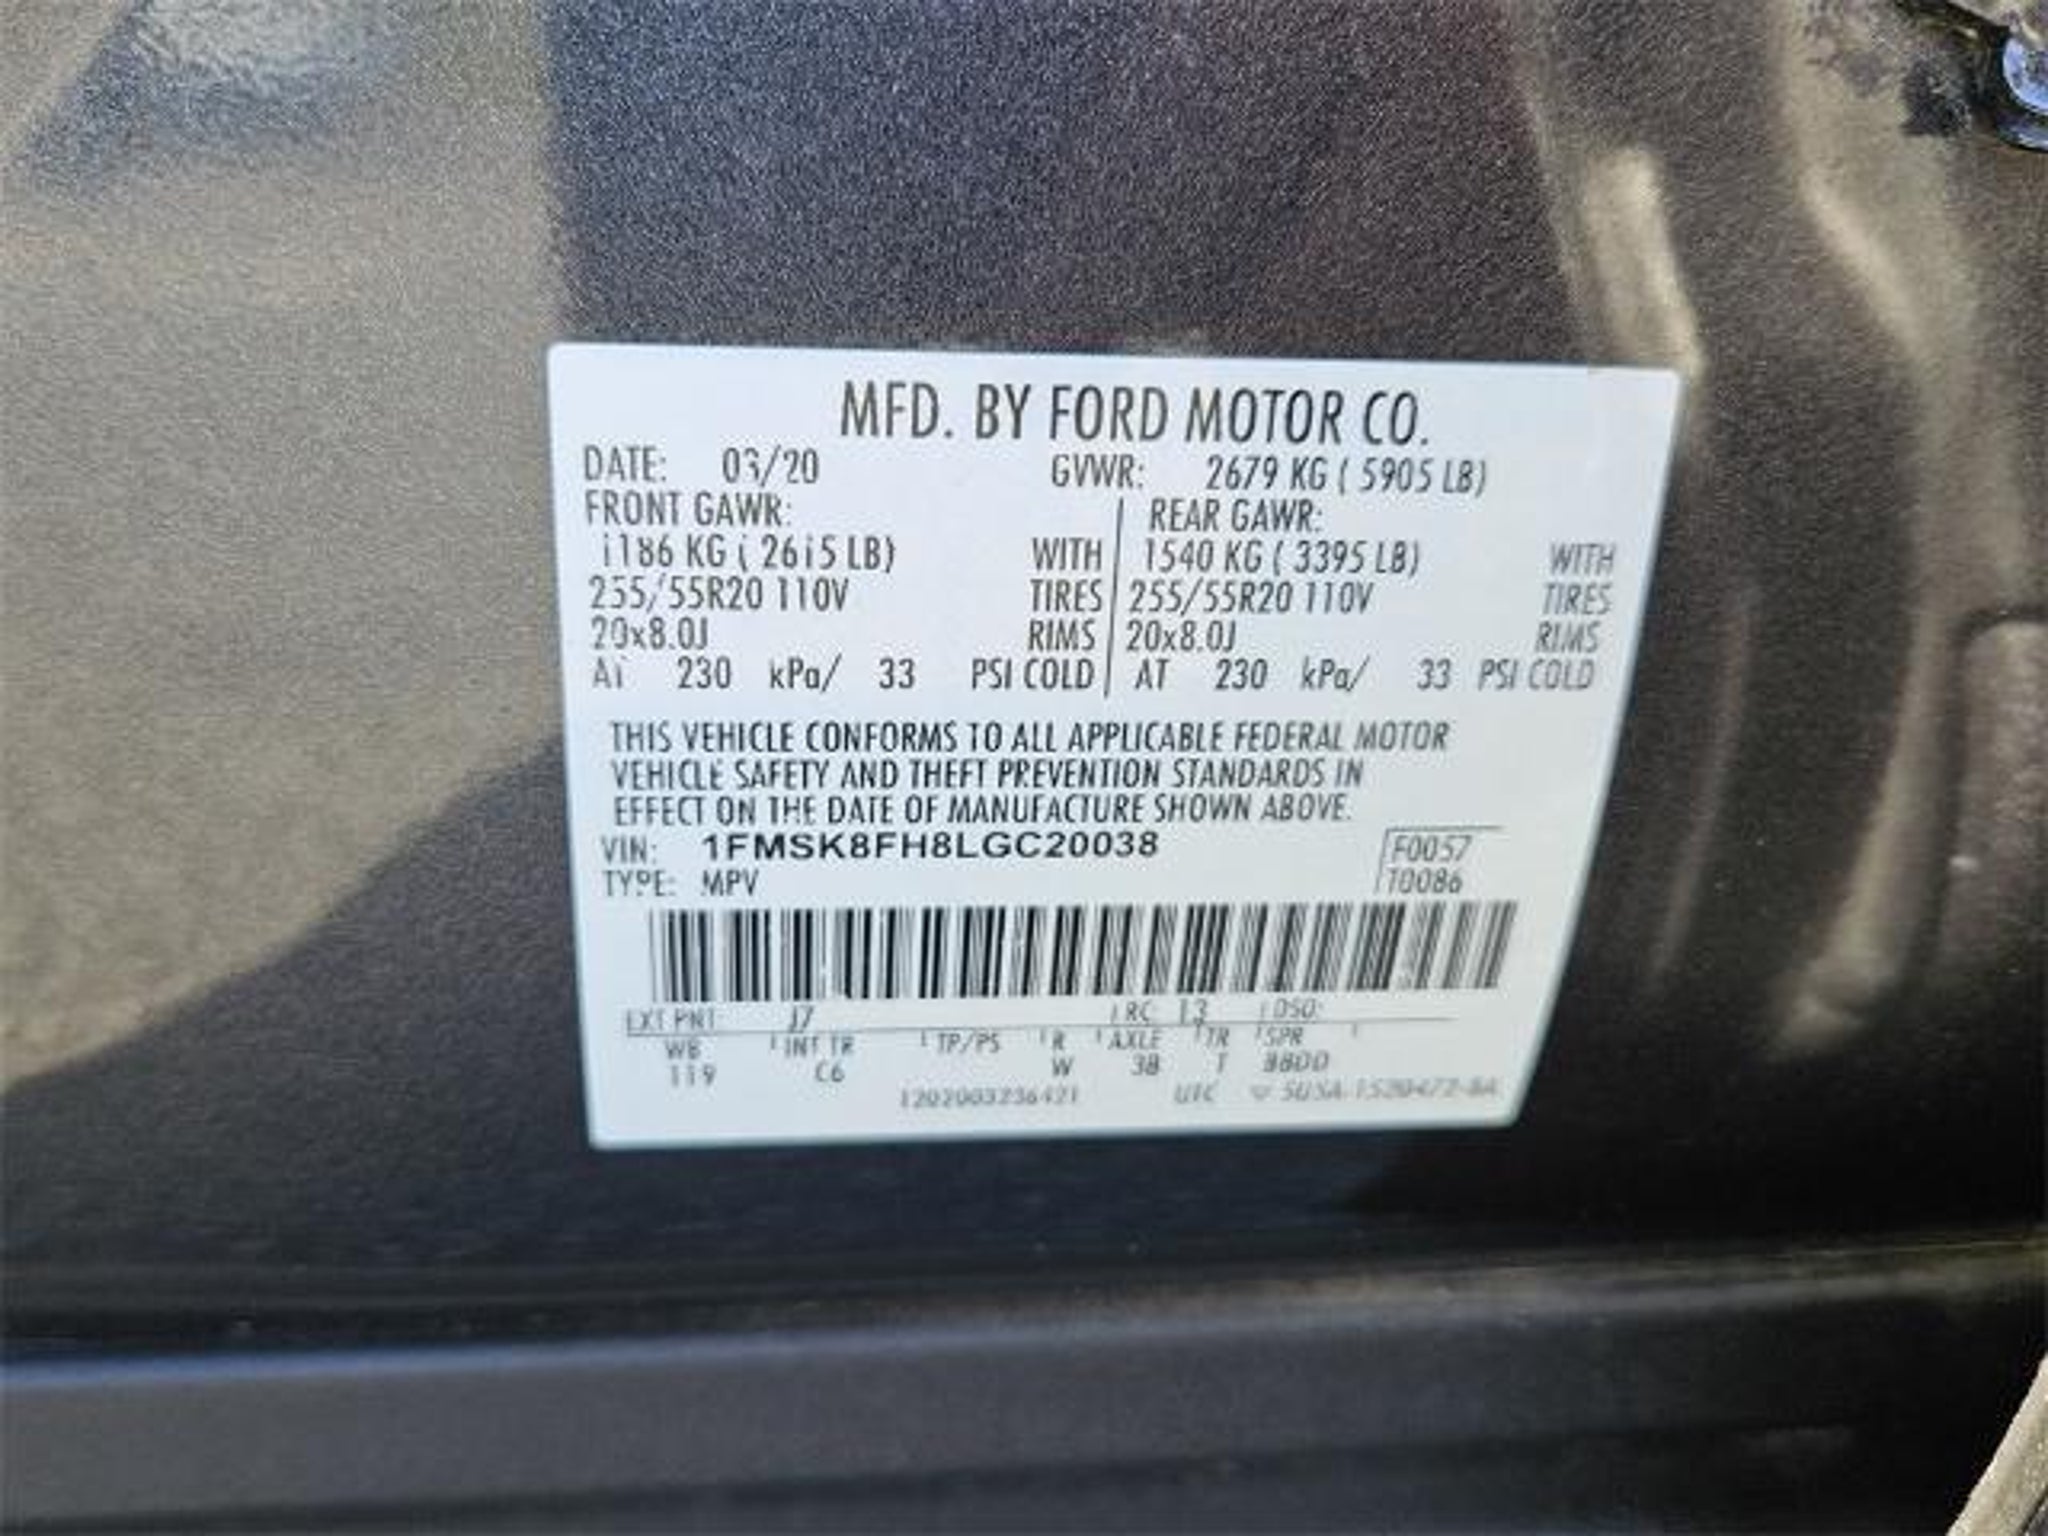 MFD. BY FORD MOTOR CO.
DATE: 03/20 GVWR: 2679 KG ( 5905 LB)
FRONT GAWR: REAR GAWR:
1186 KG ( 2615 LB) WITH 1540 KG ( 3395 LB) WITH
255/55R20 110V TIRES 255/55R20 110V TIRES
20x8.0J RIMS 20x8.0J RIMS
AT 230 kPa/ 33 PSI COLD AT 230 kPa/ 33 PSI COLD
THIS VEHICLE CONFORMS TO ALL APPLICABLE FEDERAL MOTOR
VEHICLE SAFETY AND THEFT PREVENTION STANDARDS IN
EFFECT ON THE DATE OF MANUFACTURE SHOWN ABOVE.
VIN: 1FMSK8FH8LGC20038 F0057
TYPE: MPV T0086
EXT PNT J7 RC: 13 DSO:
WB INT TR TP/PS R AXLE TR SPR
119 C6 W 38 T 8800
1202003236421 UTC